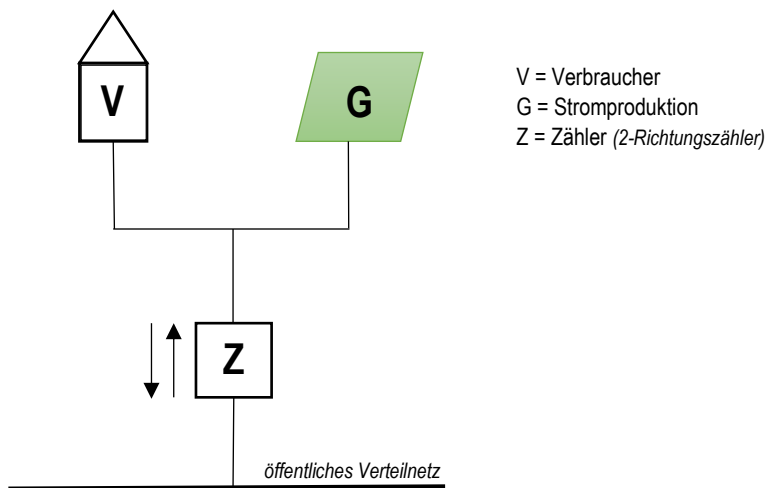 V
G
V = Verbraucher
G = Stromproduktion
Z = Zähler (2-Richtungszähler)
Z
öffentliches Verteilnetz